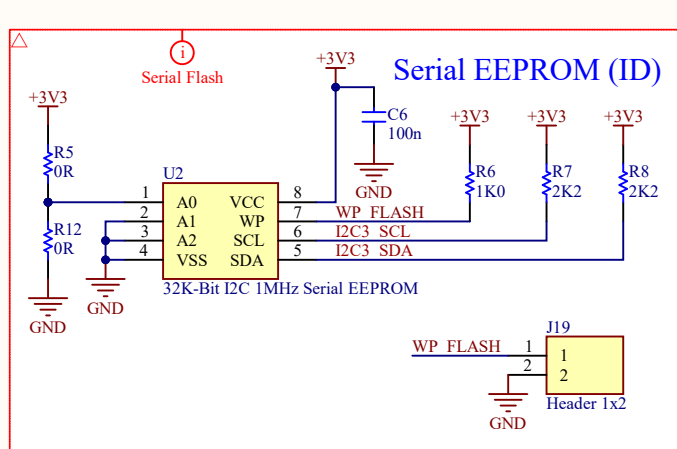 i
Serial Flash
Serial EEPROM (ID)
+3V3
+3V3
+3V3
+3V3
+3V3
C6
100n
GND
R5
0R
R6
1K0
R7
2K2
R8
2K2
U2
1 A0 VCC 8
2 A1 WP 7 WP_FLASH
3 A2 SCL 6 I2C3_SCL
4 VSS SDA 5 I2C3_SDA
R12
0R
GND
GND
32K-Bit I2C 1MHz Serial EEPROM
J19
WP_FLASH 1 1
2 2
Header 1x2
GND